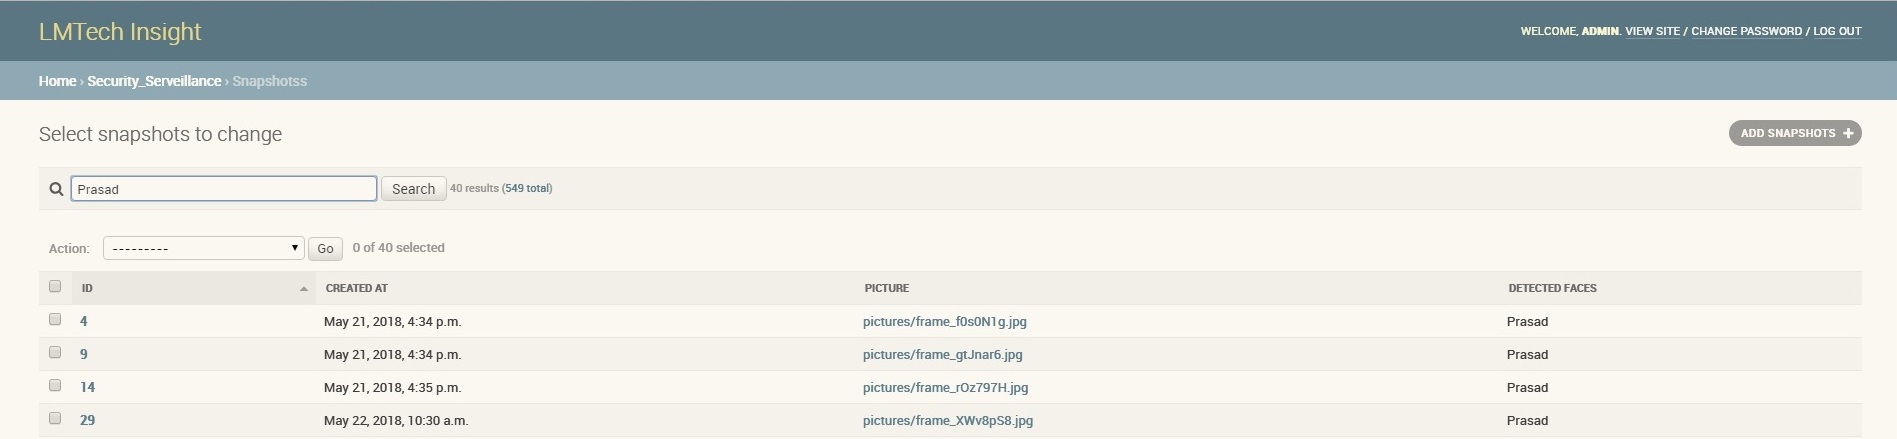 LMTech Insight
WELCOME, ADMIN. VIEW SITE / CHANGE PASSWORD / LOG OUT
Home › Security_Serveillance › Snapshotss
Select snapshots to change
ADD SNAPSHOTS +
Prasad Search 40 results (549 total)
Action: --------- Go 0 of 40 selected
ID CREATED AT PICTURE DETECTED FACES
4 May 21, 2018, 4:34 p.m. pictures/frame_f0s0N1g.jpg Prasad
9 May 21, 2018, 4:34 p.m. pictures/frame_gtJnar6.jpg Prasad
14 May 21, 2018, 4:35 p.m. pictures/frame_rOz797H.jpg Prasad
29 May 22, 2018, 10:30 a.m. pictures/frame_XWv8pS8.jpg Prasad